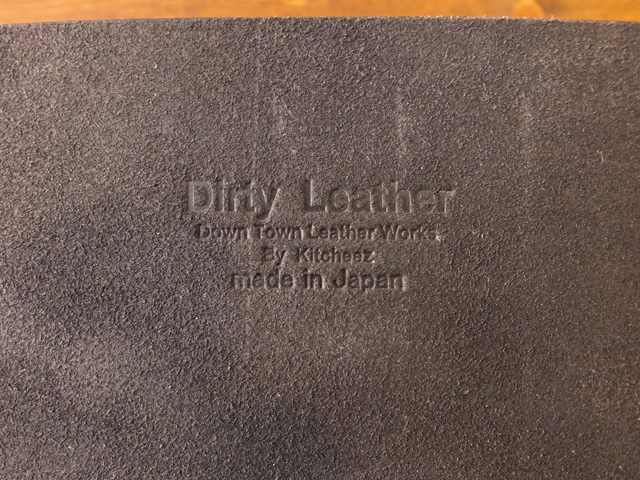 Dirty Leather
Down Town Leather Works
By Kitcheez
made in Japan